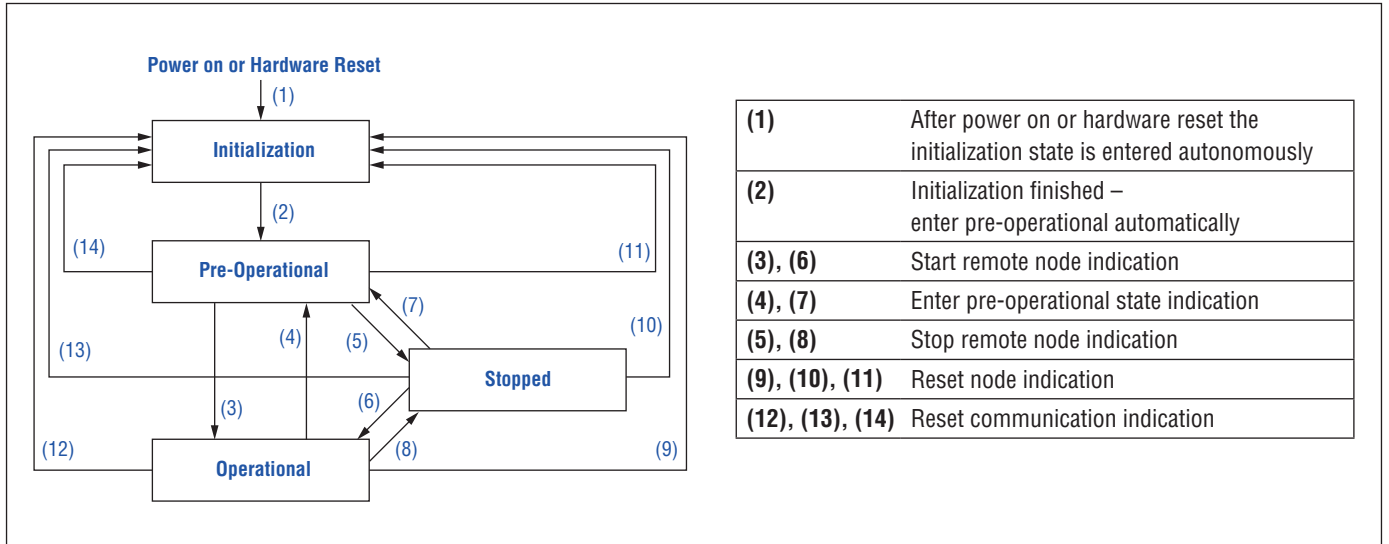 Power on or Hardware Reset
(1)
Initialization
(2)
(14)
(11)
Pre-Operational
(7)
(4)
(5)
(10)
(13)
Stopped
(3)
(6)
(12)
(8)
(9)
Operational
(1) After power on or hardware reset the
initialization state is entered autonomously
(2) Initialization finished –
enter pre-operational automatically
(3), (6) Start remote node indication
(4), (7) Enter pre-operational state indication
(5), (8) Stop remote node indication
(9), (10), (11) Reset node indication
(12), (13), (14) Reset communication indication